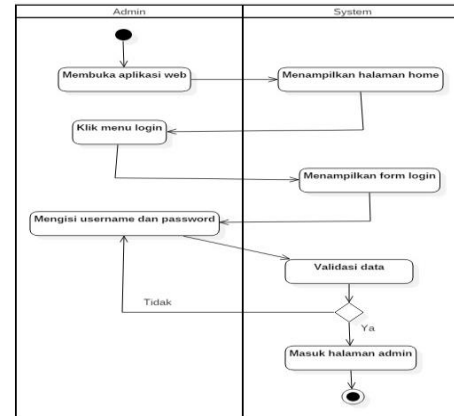 Admin
System
Membuka aplikasi web
Menampilkan halaman home
Klik menu login
Menampilkan form login
Mengisi username dan password
Validasi data
Tidak
Ya
Masuk halaman admin